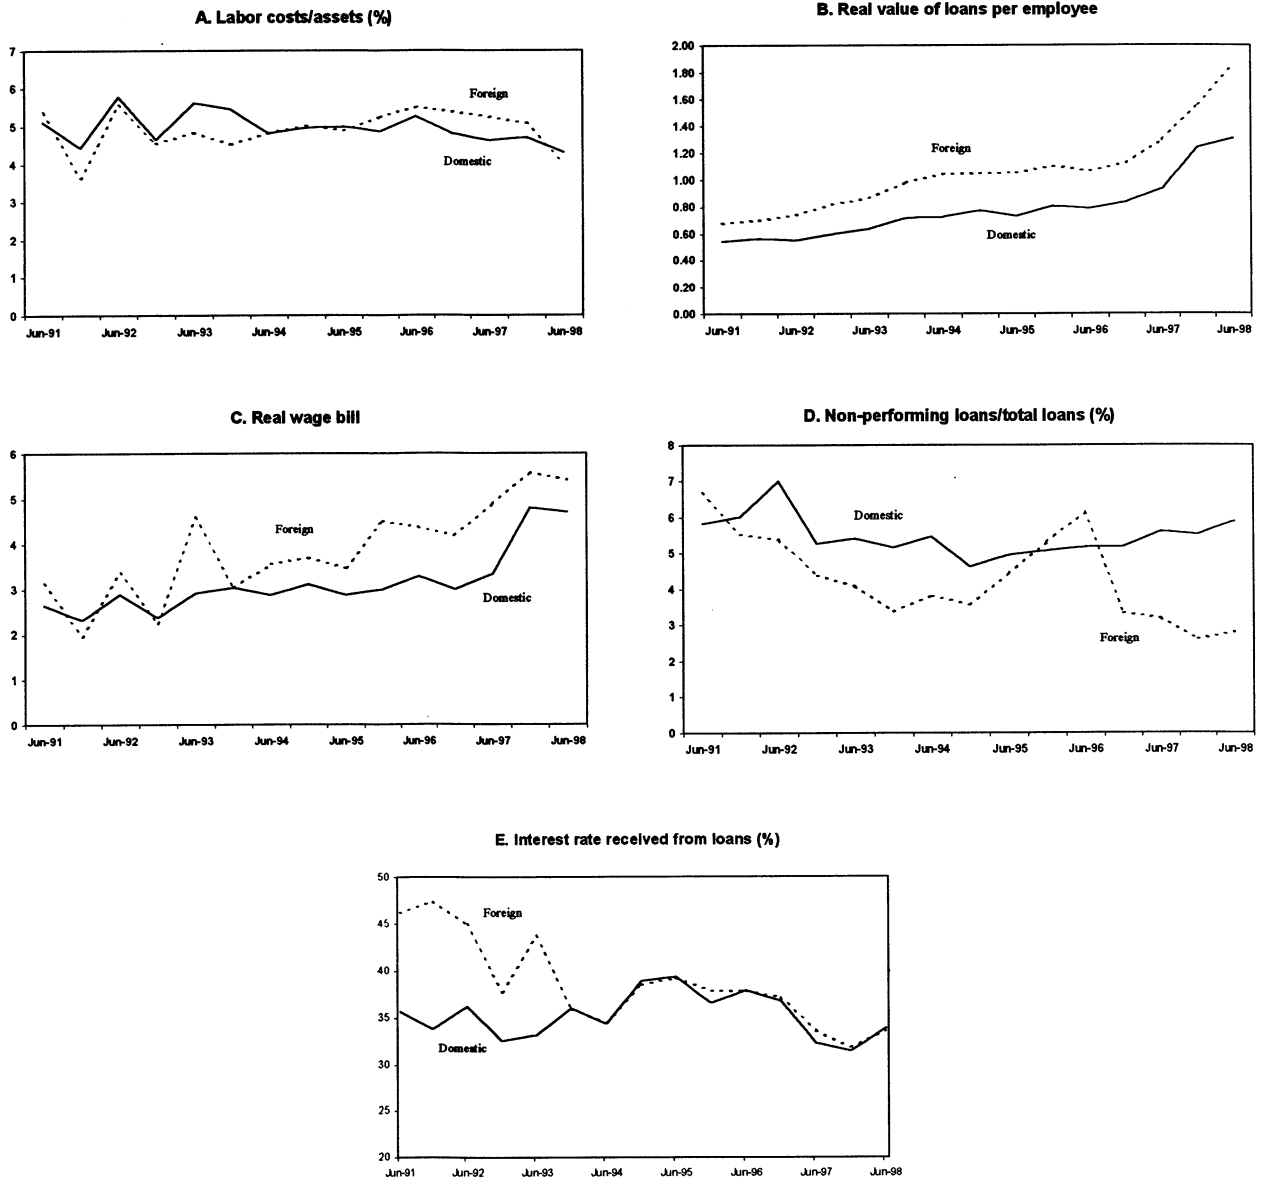 A. Labor costs/assets (%)
7
6
5
4
3
2
1
0
Foreign
Domestic
Jun-91 Jun-92 Jun-93 Jun-94 Jun-95 Jun-96 Jun-97 Jun-98
B. Real value of loans per employee
2.00
1.80
1.60
1.40
1.20
1.00
0.80
0.60
0.40
0.20
0.00
Foreign
Domestic
Jun-91 Jun-92 Jun-93 Jun-94 Jun-95 Jun-96 Jun-97 Jun-98
C. Real wage bill
6
5
4
3
2
1
0
Foreign
Domestic
Jun-91 Jun-92 Jun-93 Jun-94 Jun-95 Jun-96 Jun-97 Jun-98
D. Non-performing loans/total loans (%)
8
7
6
5
4
3
2
1
0
Domestic
Foreign
Jun-91 Jun-92 Jun-93 Jun-94 Jun-95 Jun-96 Jun-97 Jun-98
E. Interest rate received from loans (%)
50
45
40
35
30
25
20
Foreign
Domestic
Jun-91 Jun-92 Jun-93 Jun-94 Jun-95 Jun-96 Jun-97 Jun-98